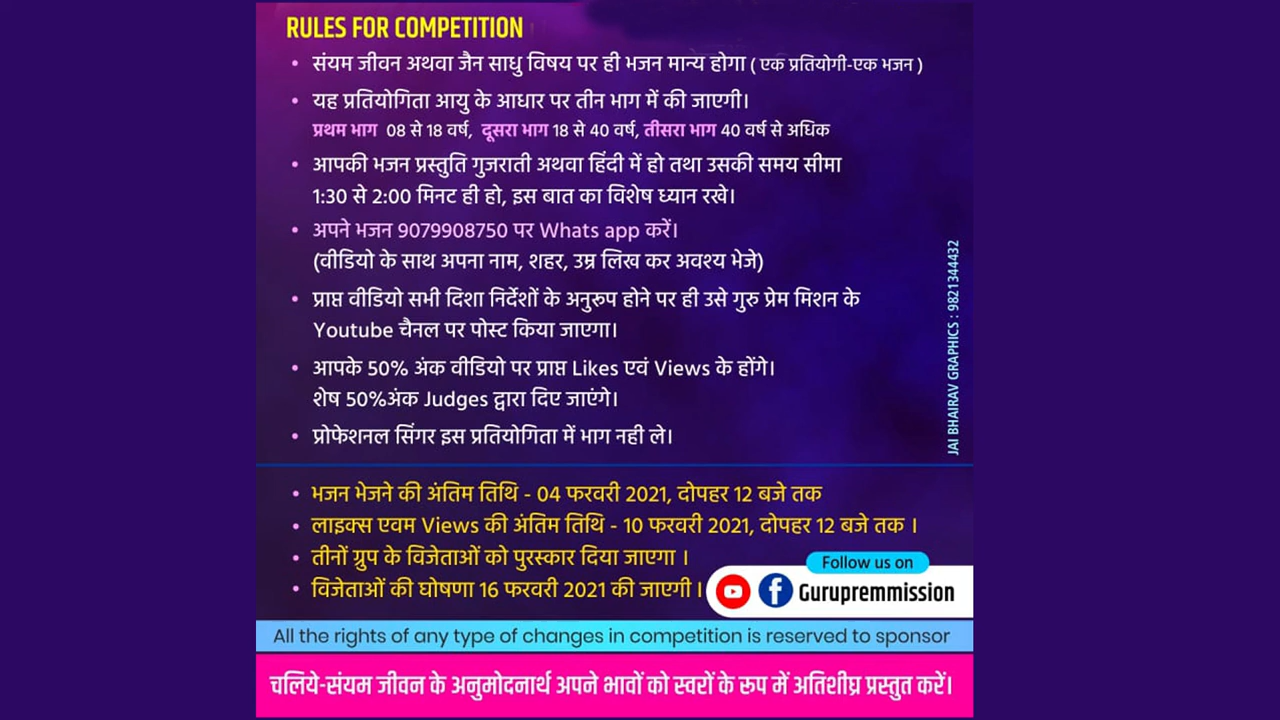 RULES FOR COMPETITION
• संयम जीवन अथवा जैन साधु विषय पर ही भजन मान्य होगा ( एक प्रतियोगी-एक भजन )
• यह प्रतियोगिता आयु के आधार पर तीन भाग में की जाएगी।
प्रथम भाग 08 से 18 वर्ष, दूसरा भाग 18 से 40 वर्ष, तीसरा भाग 40 वर्ष से अधिक
• आपकी भजन प्रस्तुति गुजराती अथवा हिंदी में हो तथा उसकी समय सीमा
1:30 से 2:00 मिनट ही हो, इस बात का विशेष ध्यान रखे।
• अपने भजन 9079908750 पर Whats app करें।
(वीडियो के साथ अपना नाम, शहर, उम्र लिख कर अवश्य भेजे)
• प्राप्त वीडियो सभी दिशा निर्देशों के अनुरूप होने पर ही उसे गुरु प्रेम मिशन के
Youtube चैनल पर पोस्ट किया जाएगा।
• आपके 50% अंक वीडियो पर प्राप्त Likes एवं Views के होंगे।
शेष 50%अंक Judges द्वारा दिए जाएंगे।
• प्रोफेशनल सिंगर इस प्रतियोगिता में भाग नही ले।
JAI BHAIRAV GRAPHICS : 9821344432
• भजन भेजने की अंतिम तिथि - 04 फरवरी 2021, दोपहर 12 बजे तक
• लाइक्स एवम Views की अंतिम तिथि - 10 फरवरी 2021, दोपहर 12 बजे तक ।
• तीनों ग्रुप के विजेताओं को पुरस्कार दिया जाएगा ।
• विजेताओं की घोषणा 16 फरवरी 2021 की जाएगी ।
Follow us on
Gurupremmission
All the rights of any type of changes in competition is reserved to sponsor
चलिये-संयम जीवन के अनुमोदनार्थ अपने भावों को स्वरों के रूप में अतिशीघ्र प्रस्तुत करें।